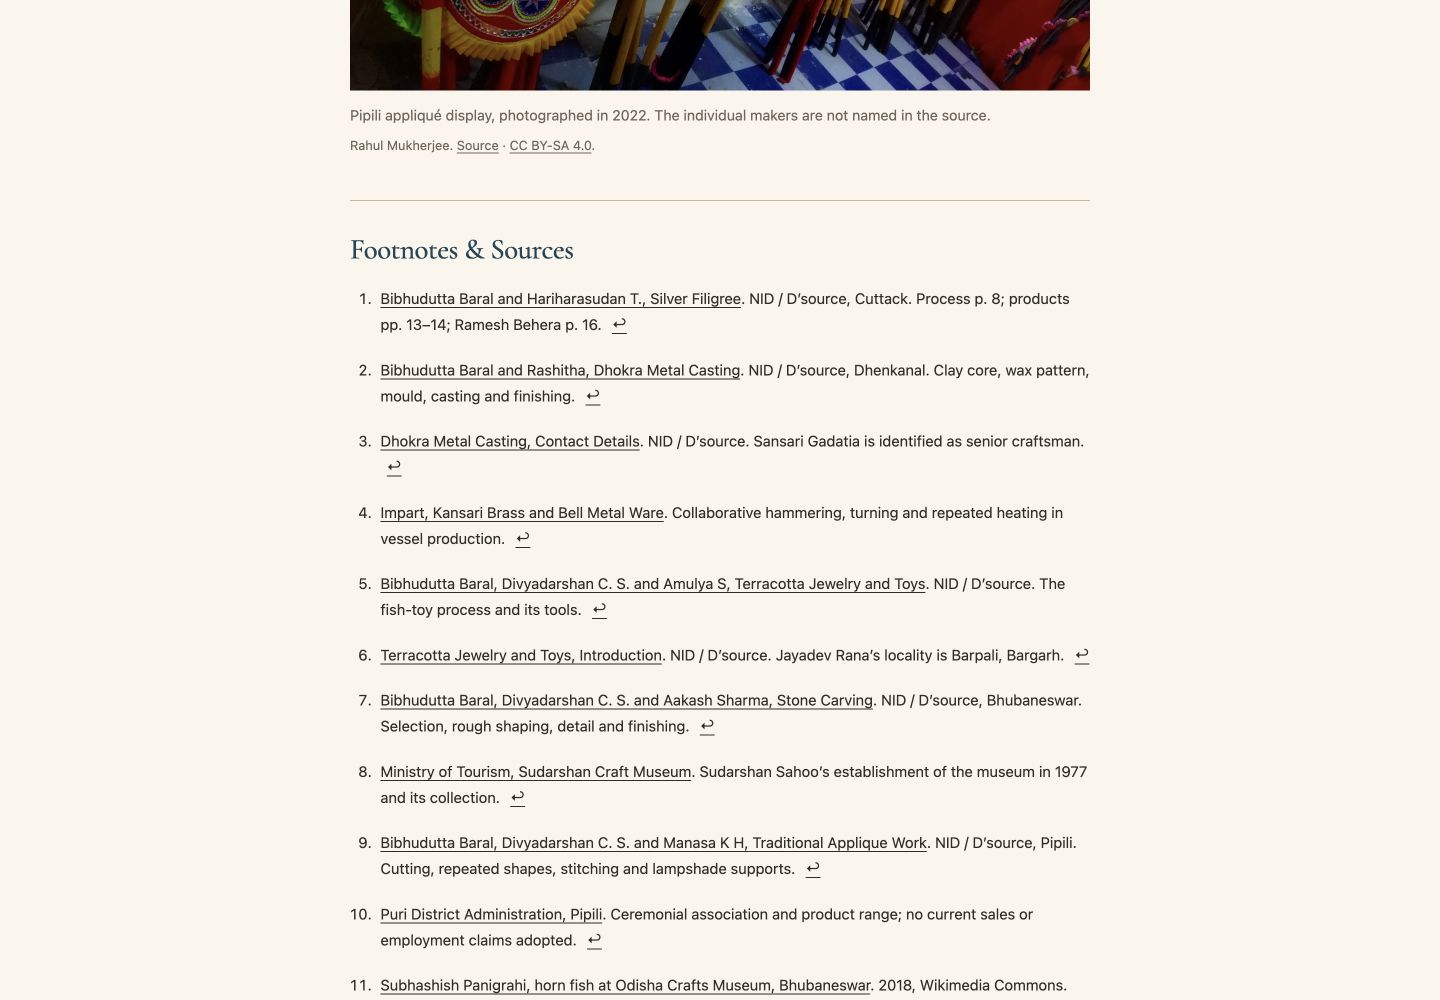 Pipili appliqué display, photographed in 2022. The individual makers are not named in the source.
Rahul Mukherjee. Source · CC BY-SA 4.0.
Footnotes & Sources
1. Bibhudutta Baral and Hariharasudan T., Silver Filigree. NID / D’source, Cuttack. Process p. 8; products
pp. 13–14; Ramesh Behera p. 16. ↩
2. Bibhudutta Baral and Rashitha, Dhokra Metal Casting. NID / D’source, Dhenkanal. Clay core, wax pattern,
mould, casting and finishing. ↩
3. Dhokra Metal Casting, Contact Details. NID / D’source. Sansari Gadatia is identified as senior craftsman.
↩
4. Impart, Kansari Brass and Bell Metal Ware. Collaborative hammering, turning and repeated heating in
vessel production. ↩
5. Bibhudutta Baral, Divyadarshan C. S. and Amulya S, Terracotta Jewelry and Toys. NID / D’source. The
fish-toy process and its tools. ↩
6. Terracotta Jewelry and Toys, Introduction. NID / D’source. Jayadev Rana’s locality is Barpali, Bargarh. ↩
7. Bibhudutta Baral, Divyadarshan C. S. and Aakash Sharma, Stone Carving. NID / D’source, Bhubaneswar.
Selection, rough shaping, detail and finishing. ↩
8. Ministry of Tourism, Sudarshan Craft Museum. Sudarshan Sahoo’s establishment of the museum in 1977
and its collection. ↩
9. Bibhudutta Baral, Divyadarshan C. S. and Manasa K H, Traditional Applique Work. NID / D’source, Pipili.
Cutting, repeated shapes, stitching and lampshade supports. ↩
10. Puri District Administration, Pipili. Ceremonial association and product range; no current sales or
employment claims adopted. ↩
11. Subhashish Panigrahi, horn fish at Odisha Crafts Museum, Bhubaneswar. 2018, Wikimedia Commons.